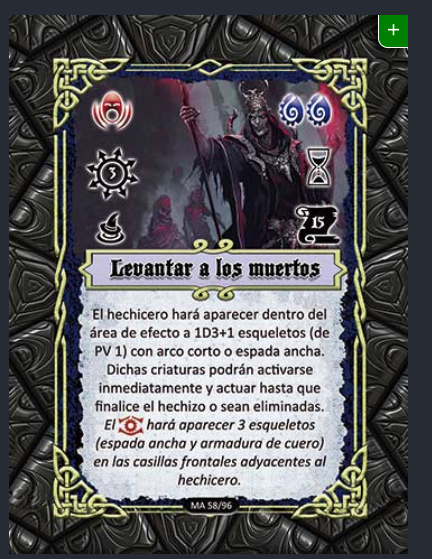 +
3
15
Levantar a los muertos
El hechicero hará aparecer dentro del
área de efecto a 1D3+1 esqueletos (de
PV 1) con arco corto o espada ancha.
Dichas criaturas podrán activarse
inmediatamente y actuar hasta que
finalice el hechizo o sean eliminadas.
El hará aparecer 3 esqueletos
(espada ancha y armadura de cuero)
en las casillas frontales adyacentes al
hechicero.
MA 58/96